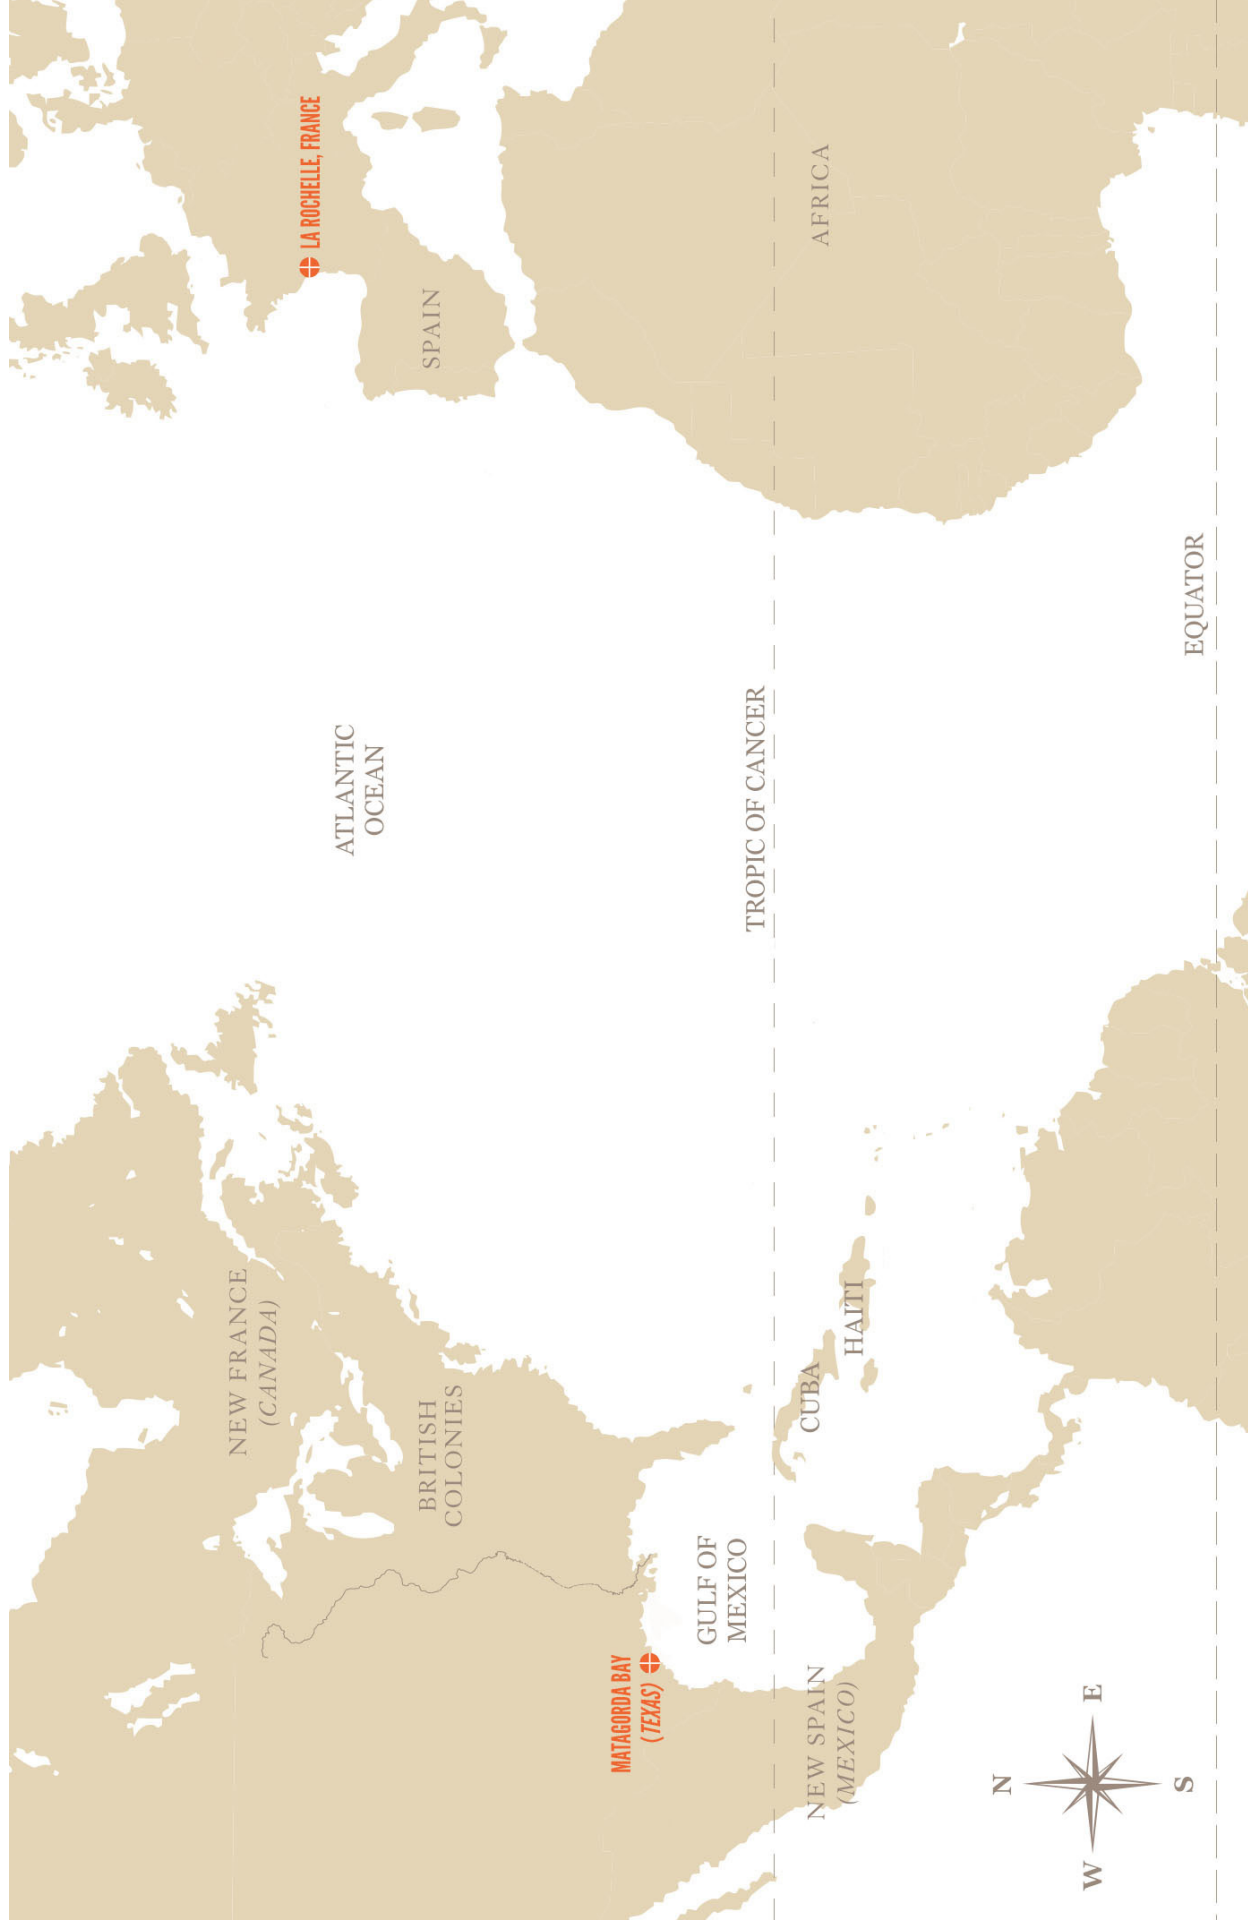 LA ROCHELLE, FRANCE
SPAIN
AFRICA
ATLANTIC
OCEAN
TROPIC OF CANCER
EQUATOR
NEW FRANCE
(CANADA)
BRITISH
COLONIES
CUBA
HAITI
GULF OF
MEXICO
MATAGORDA BAY
(TEXAS)
NEW SPAIN
(MEXICO)
N
W
E
S